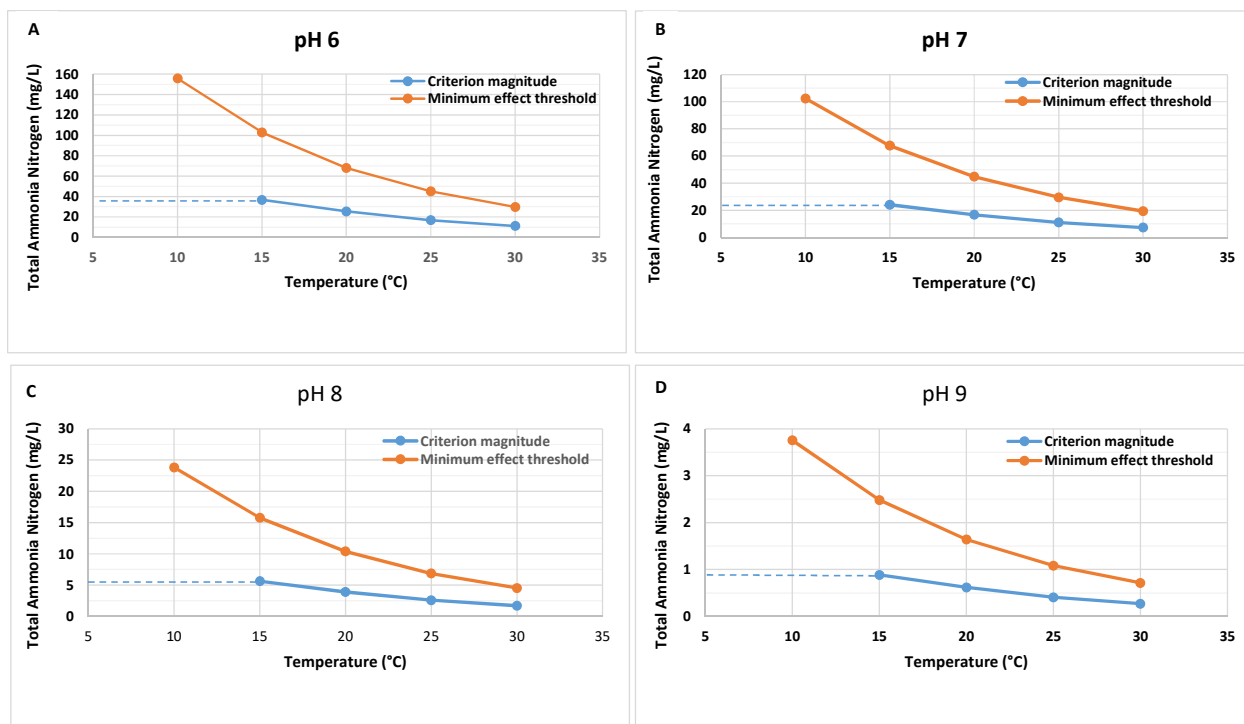 A
pH 6
Total Ammonia Nitrogen (mg/L)
160
140
120
100
80
60
40
20
0
5 10 15 20 25 30 35
Temperature (°C)
Criterion magnitude
Minimum effect threshold
B
pH 7
Total Ammonia Nitrogen (mg/L)
120
100
80
60
40
20
0
5 10 15 20 25 30 35
Temperature (°C)
Criterion magnitude
Minimum effect threshold
C
pH 8
Total Ammonia Nitrogen (mg/L)
30
25
20
15
10
5
0
5 10 15 20 25 30 35
Temperature (°C)
Criterion magnitude
Minimum effect threshold
D
pH 9
Total Ammonia Nitrogen (mg/L)
4
3
2
1
0
5 10 15 20 25 30 35
Temperature (°C)
Criterion magnitude
Minimum effect threshold